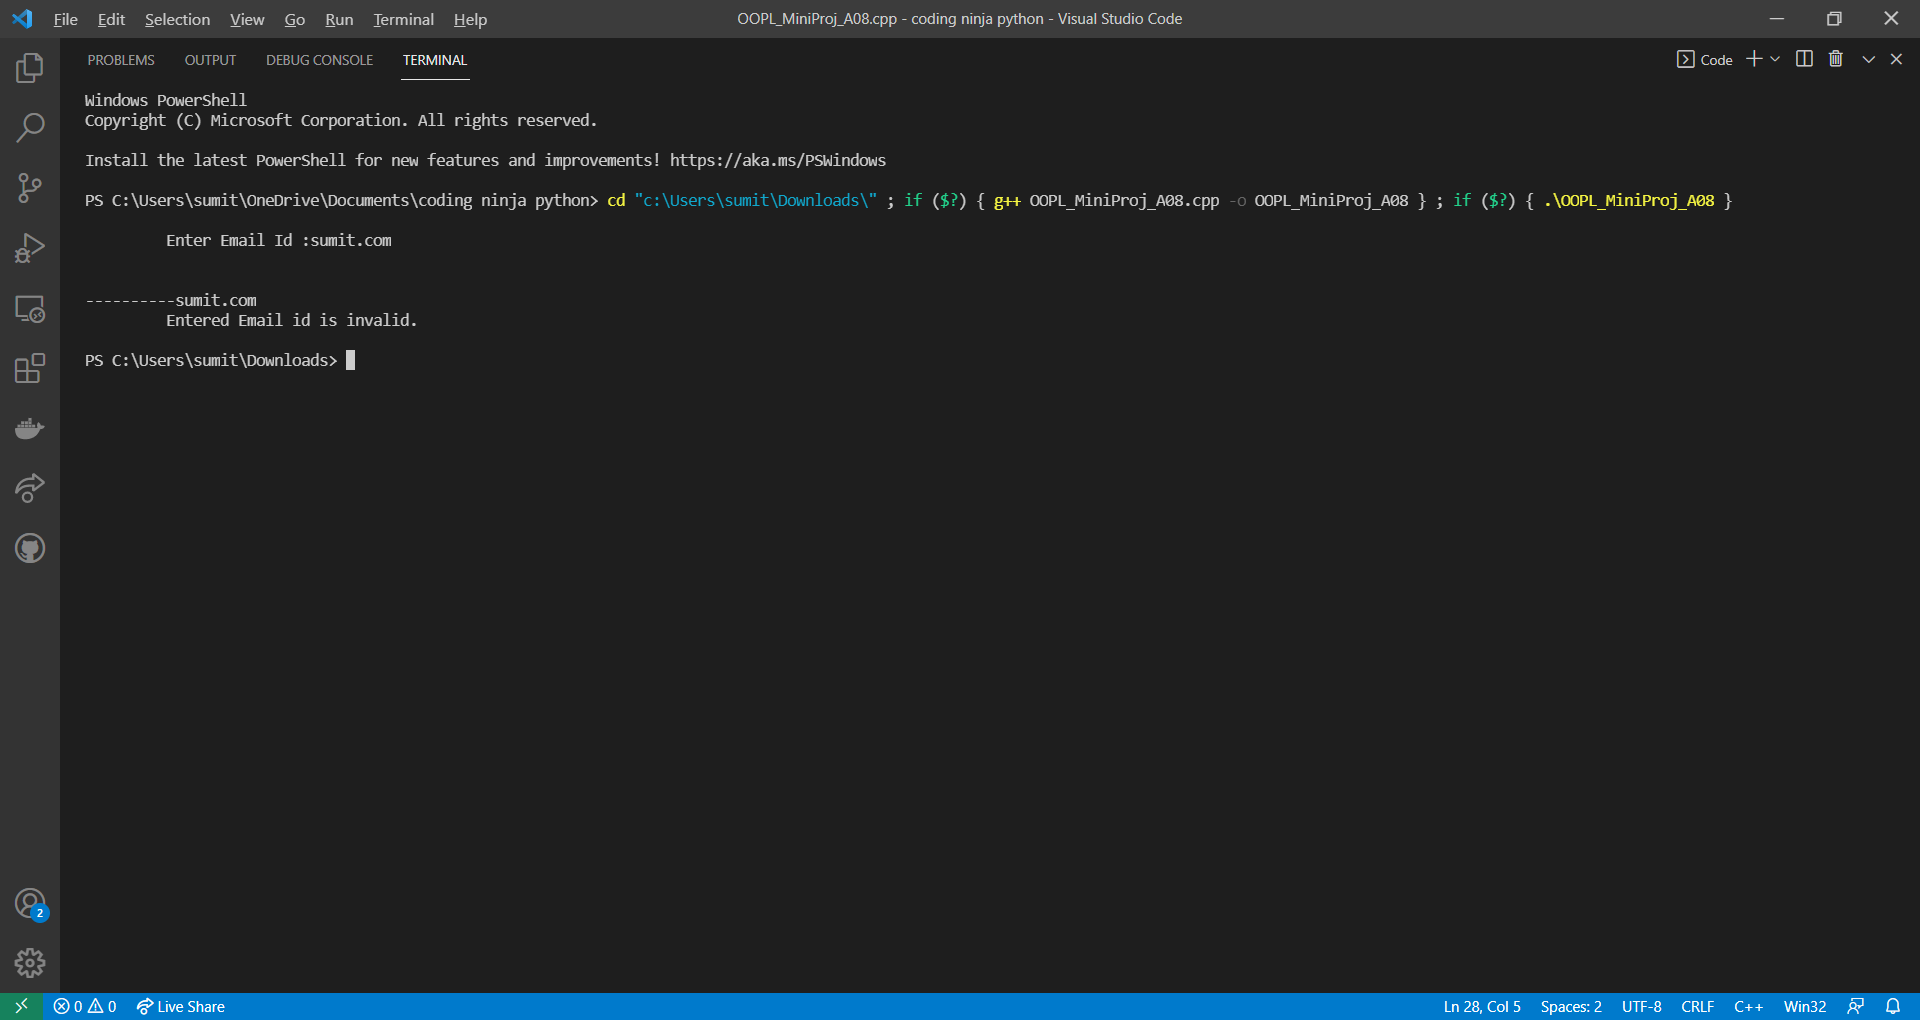 File Edit Selection View Go Run Terminal Help
OOPL_MiniProj_A08.cpp - coding ninja python - Visual Studio Code
PROBLEMS OUTPUT DEBUG CONSOLE TERMINAL
Code
Windows PowerShell
Copyright (C) Microsoft Corporation. All rights reserved.
Install the latest PowerShell for new features and improvements! https://aka.ms/PSWindows
PS C:\Users\sumit\OneDrive\Documents\coding ninja python> cd "c:\Users\sumit\Downloads\" ; if ($?) { g++ OOPL_MiniProj_A08.cpp -o OOPL_MiniProj_A08 } ; if ($?) { .\OOPL_MiniProj_A08 }
Enter Email Id :sumit.com
----------sumit.com
Entered Email id is invalid.
PS C:\Users\sumit\Downloads>
2
0 0 Live Share
Ln 28, Col 5 Spaces: 2 UTF-8 CRLF C++ Win32